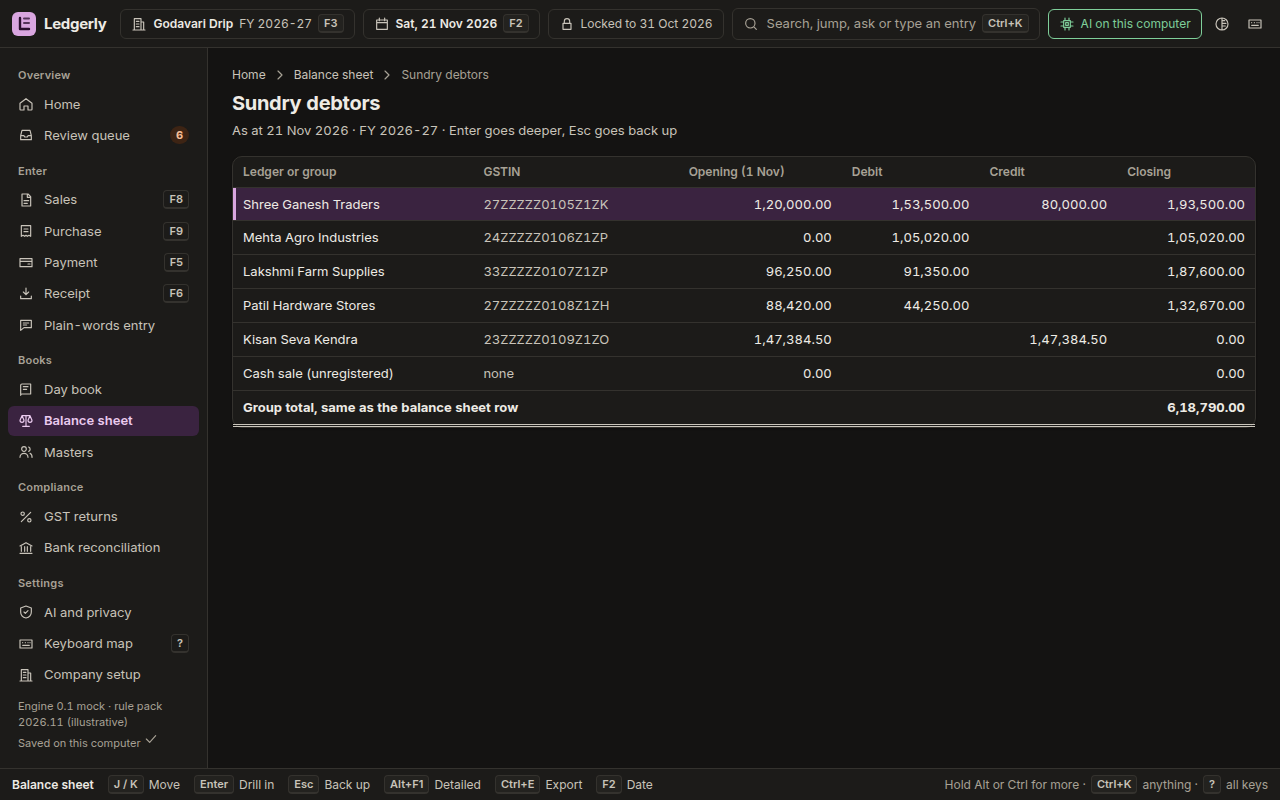 Ledgerly
Godavari Drip FY 2026-27 F3
Sat, 21 Nov 2026 F2
Locked to 31 Oct 2026
Search, jump, ask or type an entry Ctrl+K
AI on this computer
Overview
Home
Review queue 6
Enter
Sales F8
Purchase F9
Payment F5
Receipt F6
Plain-words entry
Books
Day book
Balance sheet
Masters
Compliance
GST returns
Bank reconciliation
Settings
AI and privacy
Keyboard map ?
Company setup
Engine 0.1 mock · rule pack
2026.11 (illustrative)
Saved on this computer
Home > Balance sheet > Sundry debtors
Sundry debtors
As at 21 Nov 2026 · FY 2026-27 · Enter goes deeper, Esc goes back up
Ledger or group GSTIN Opening (1 Nov) Debit Credit Closing
Shree Ganesh Traders 27ZZZZZ0105Z1ZK 1,20,000.00 1,53,500.00 80,000.00 1,93,500.00
Mehta Agro Industries 24ZZZZZ0106Z1ZP 0.00 1,05,020.00 1,05,020.00
Lakshmi Farm Supplies 33ZZZZZ0107Z1ZP 96,250.00 91,350.00 1,87,600.00
Patil Hardware Stores 27ZZZZZ0108Z1ZH 88,420.00 44,250.00 1,32,670.00
Kisan Seva Kendra 23ZZZZZ0109Z1ZO 1,47,384.50 1,47,384.50 0.00
Cash sale (unregistered) none 0.00 0.00
Group total, same as the balance sheet row 6,18,790.00
Balance sheet J / K Move Enter Drill in Esc Back up Alt+F1 Detailed Ctrl+E Export F2 Date
Hold Alt or Ctrl for more · Ctrl+K anything · ? all keys